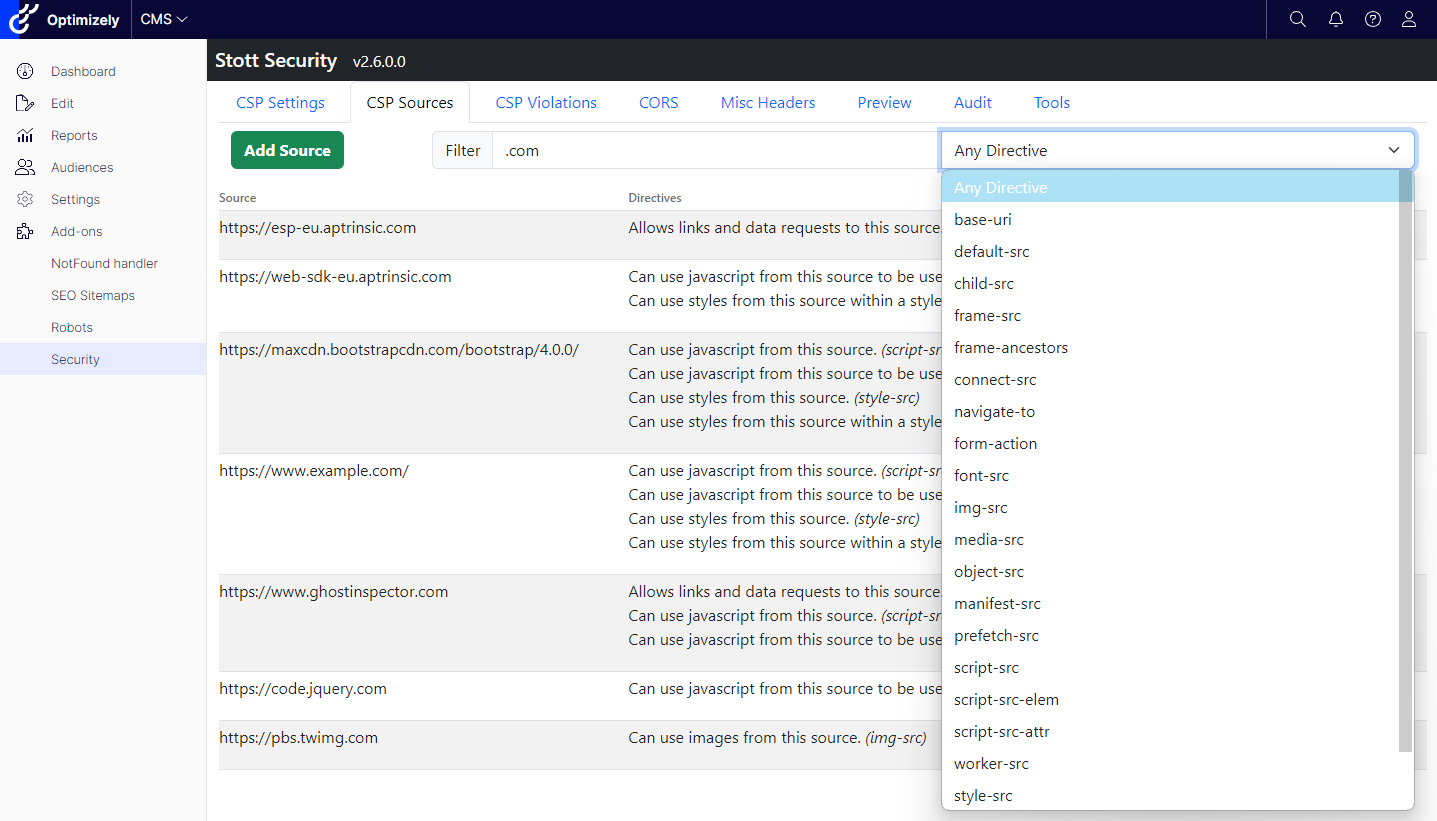 Optimizely
CMS
Dashboard
Edit
Reports
Audiences
Settings
Add-ons
NotFound handler
SEO Sitemaps
Robots
Security
Stott Security v2.6.0.0
CSP Settings CSP Sources CSP Violations CORS Misc Headers Preview Audit Tools
Add Source Filter .com Any Directive
Source Directives
https://esp-eu.aptrinsic.com Allows links and data requests to this source.
https://web-sdk-eu.aptrinsic.com Can use javascript from this source to be use
Can use styles from this source within a style
https://maxcdn.bootstrapcdn.com/bootstrap/4.0.0/ Can use javascript from this source. (script-sr
Can use javascript from this source to be use
Can use styles from this source. (style-src)
Can use styles from this source within a style
https://www.example.com/ Can use javascript from this source. (script-sr
Can use javascript from this source to be use
Can use styles from this source. (style-src)
Can use styles from this source within a style
https://www.ghostinspector.com Allows links and data requests to this source.
Can use javascript from this source. (script-sr
Can use javascript from this source to be use
https://code.jquery.com Can use javascript from this source to be use
https://pbs.twimg.com Can use images from this source. (img-src)
Any Directive
base-uri
default-src
child-src
frame-src
frame-ancestors
connect-src
navigate-to
form-action
font-src
img-src
media-src
object-src
manifest-src
prefetch-src
script-src
script-src-elem
script-src-attr
worker-src
style-src